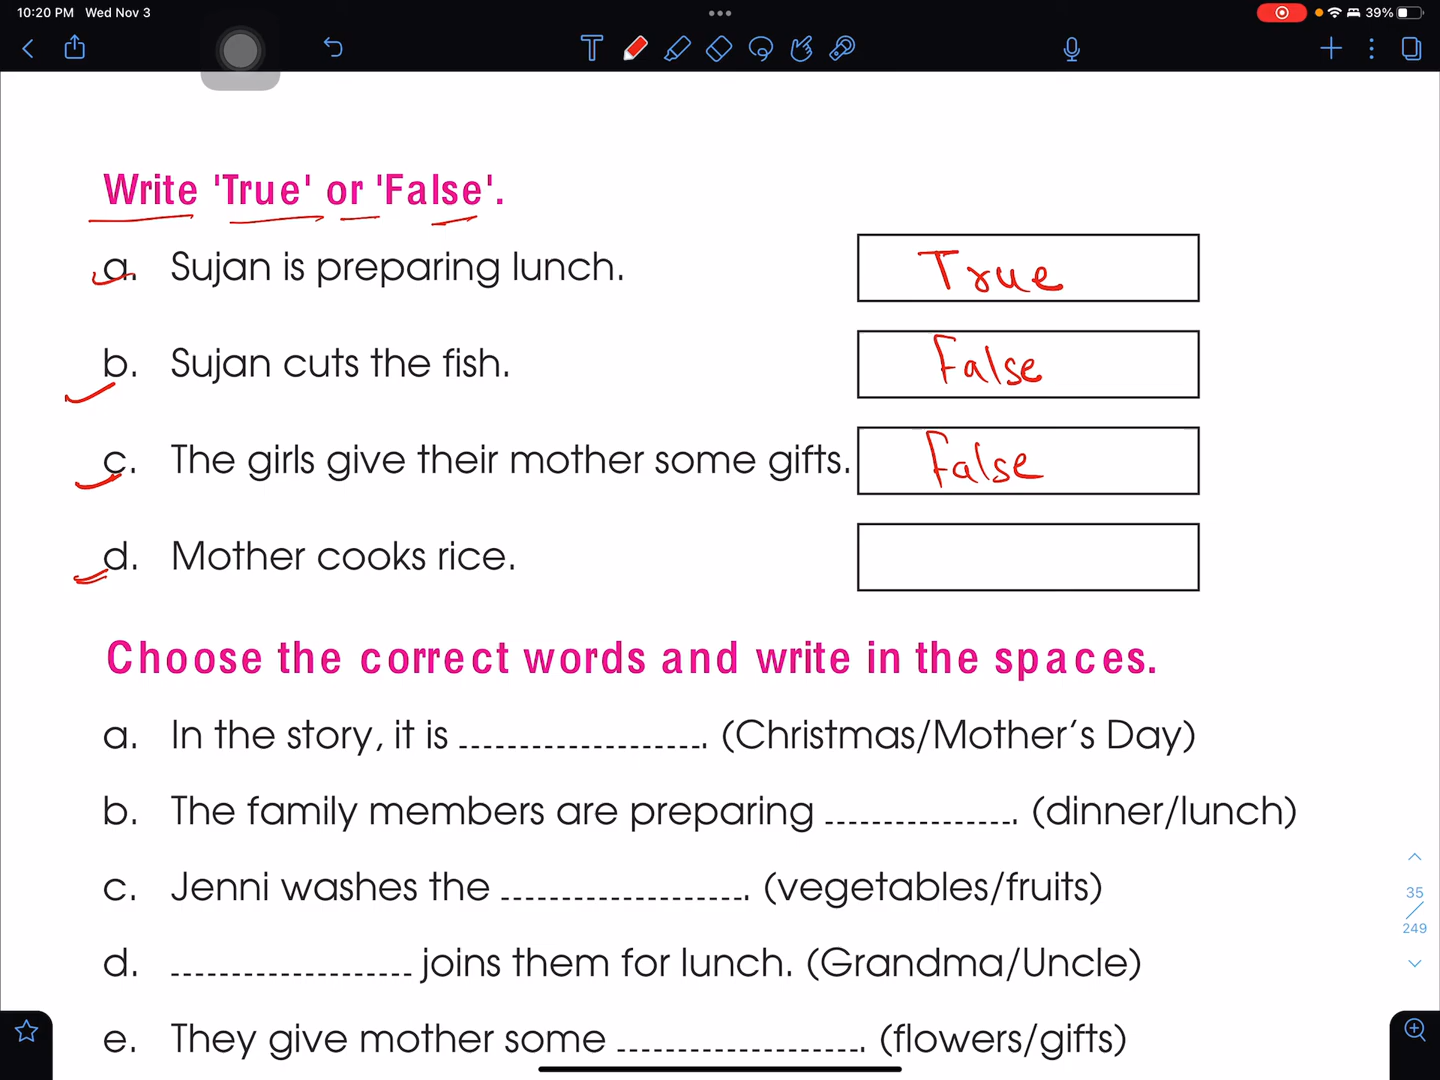 10:20 PM Wed Nov 3
39%
Write 'True' or 'False'.
a. Sujan is preparing lunch. True
b. Sujan cuts the fish. False
c. The girls give their mother some gifts. False
d. Mother cooks rice.
Choose the correct words and write in the spaces.
a. In the story, it is ....................... (Christmas/Mother's Day)
b. The family members are preparing ................. (dinner/lunch)
c. Jenni washes the ....................... (vegetables/fruits)
d. ...................... joins them for lunch. (Grandma/Uncle)
e. They give mother some ....................... (flowers/gifts)
35
249